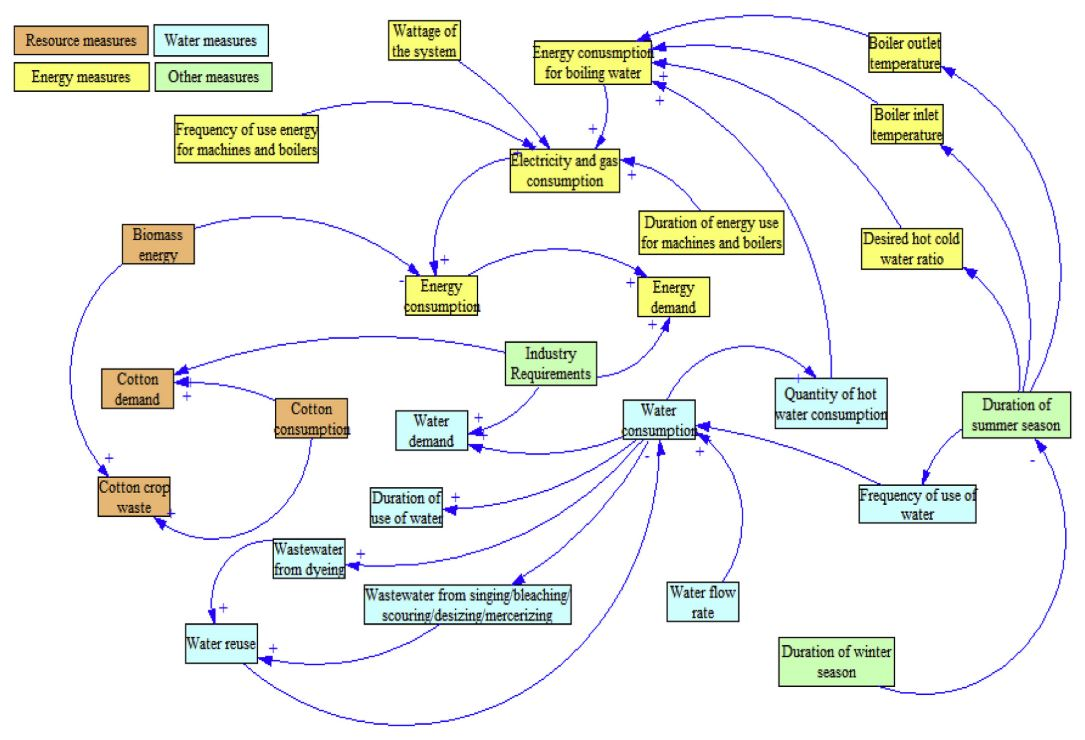 Resource measures
Water measures
Energy measures
Other measures
Wattage of
the system
Energy conusmption
for boiling water
Boiler outlet
temperature
Frequency of use energy
for machines and boilers
Boiler inlet
temperature
+
+
+
+
Electricity and gas
consumption
+
Duration of energy use
for machines and boilers
Biomass
energy
Desired hot cold
water ratio
+
-
Energy
consumption
+
Energy
demand
+
Industry
Requirements
Cotton
demand
+
+
Cotton
consumption
Water
demand
+
+
Water
consumption
-
+
+
Quantity of hot
water consumption
Duration of
summer season
-
+
Cotton crop
waste
+
Duration of
use of water
+
Frequency of use of
water
Wastewater
from dyeing
+
Wastewater from singing/bleaching/
scouring/desizing/mercerizing
Water flow
rate
+
Water reuse
+
Duration of winter
season